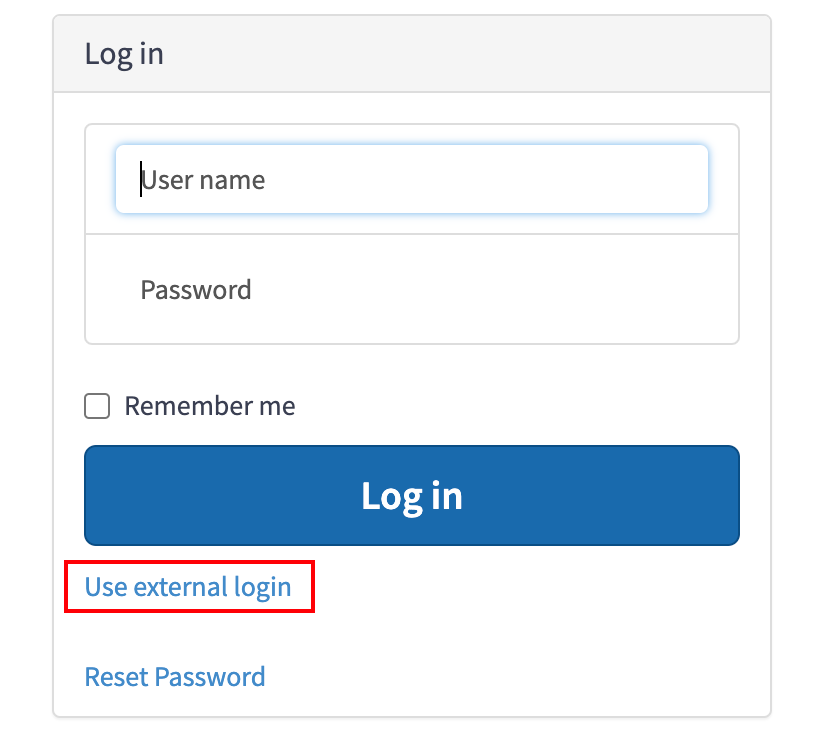 Log in
User name
Password
Remember me
Log in
Use external login
Reset Password